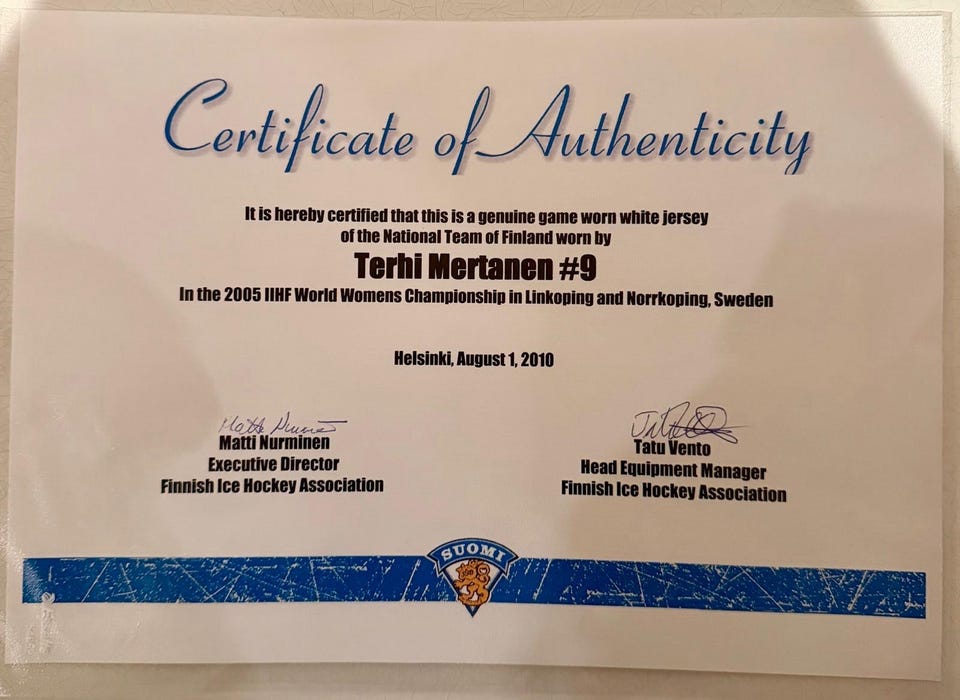 Certificate of Authenticity
It is hereby certified that this is a genuine game worn white jersey
of the National Team of Finland worn by
Terhi Mertanen #9
In the 2005 IIHF World Womens Championship in Linkoping and Norrkoping, Sweden
Helsinki, August 1, 2010
Matti Nurminen
Matti Nurminen
Executive Director
Finnish Ice Hockey Association
Tatu Vento
Head Equipment Manager
Finnish Ice Hockey Association
SUOMI